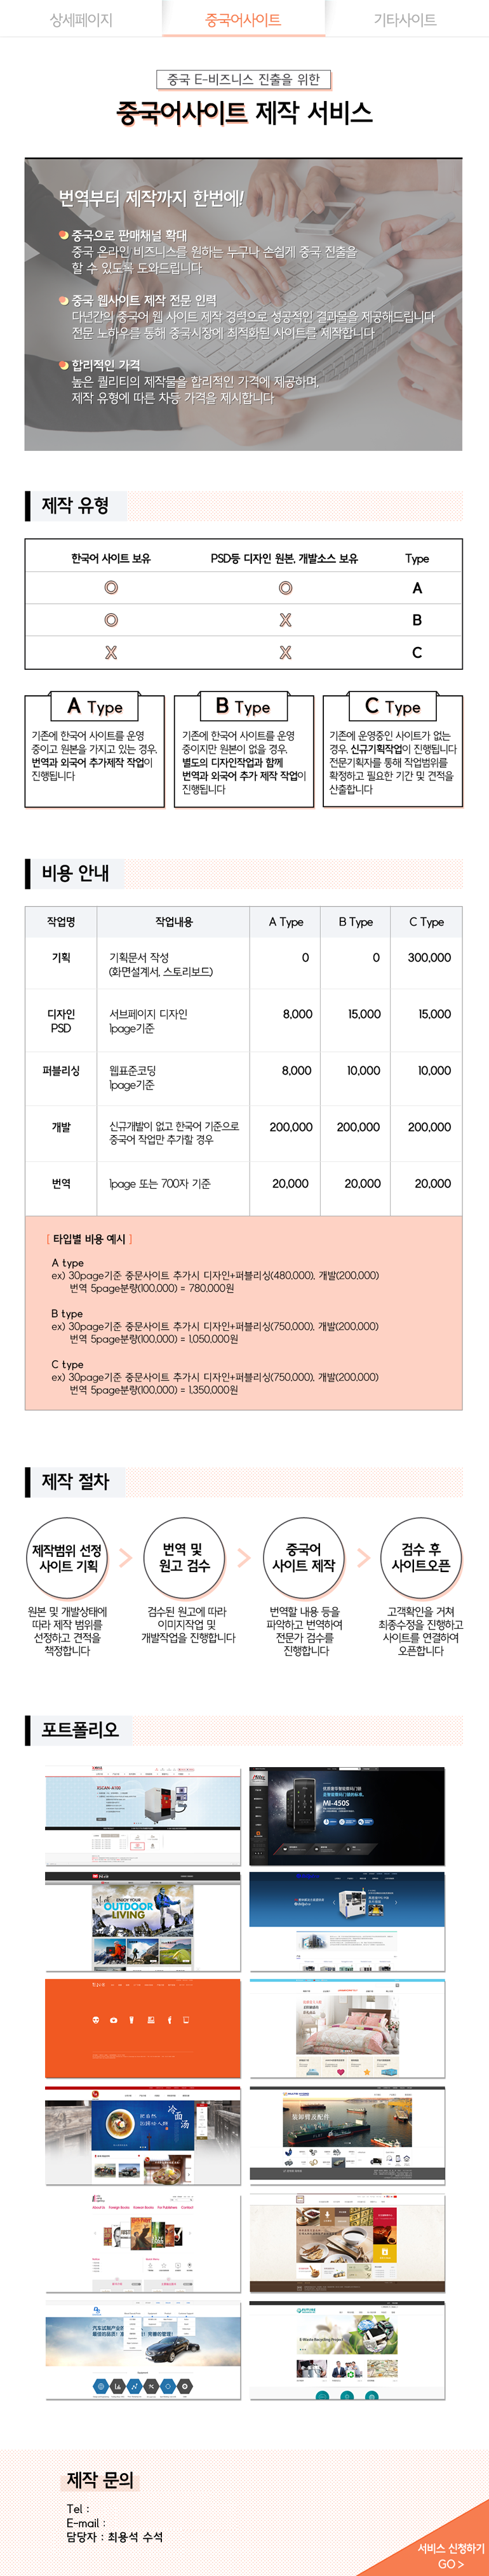 상세페이지
중국어사이트
기타사이트
중국 E-비즈니스 진출을 위한
중국어사이트 제작 서비스
번역부터 제작까지 한번에!
중국으로 판매채널 확대
중국 온라인 비즈니스를 원하는 누구나 손쉽게 중국 진출을
할 수 있도록 도와드립니다
중국 웹사이트 제작 전문 인력
다년간의 중국어 웹 사이트 제작 경력으로 성공적인 결과물을 제공해드립니다
전문 노하우를 통해 중국시장에 최적화된 사이트를 제작합니다
합리적인 가격
높은 퀄리티의 제작물을 합리적인 가격에 제공하며,
제작 유형에 따른 차등 가격을 제시합니다
제작 유형
한국어 사이트 보유 PSD등 디자인 원본, 개발소스 보유 Type
◎ ◎ A
◎ X B
X X C
A Type
기존에 한국어 사이트를 운영
중이고 원본을 가지고 있는 경우,
번역과 외국어 추가제작 작업이
진행됩니다
B Type
기존에 한국어 사이트를 운영
중이지만 원본이 없을 경우,
별도의 디자인작업과 함께
번역과 외국어 추가 제작 작업이
진행됩니다
C Type
기존에 운영중인 사이트가 없는
경우, 신규기획작업이 진행됩니다
전문기획자를 통해 작업범위를
확정하고 필요한 기간 및 견적을
산출합니다
비용 안내
작업명 작업내용 A Type B Type C Type
기획 기획문서 작성 0 0 300,000
(화면설계서, 스토리보드)
디자인 서브페이지 디자인 8,000 15,000 15,000
PSD 1page기준
퍼블리싱 웹표준코딩 8,000 10,000 10,000
1page기준
개발 신규개발이 없고 한국어 기준으로 200,000 200,000 200,000
중국어 작업만 추가할 경우
번역 1page 또는 700자 기준 20,000 20,000 20,000
[ 타입별 비용 예시 ]
A type
ex) 30page기준 중문사이트 추가시 디자인+퍼블리싱(480,000), 개발(200,000)
번역 5page분량(100,000) = 780,000원
B type
ex) 30page기준 중문사이트 추가시 디자인+퍼블리싱(750,000), 개발(200,000)
번역 5page분량(100,000) = 1,050,000원
C type
ex) 30page기준 중문사이트 추가시 디자인+퍼블리싱(750,000), 개발(200,000)
번역 5page분량(100,000) = 1,350,000원
제작 절차
제작범위 선정
사이트 기획
원본 및 개발상태에
따라 제작 범위를
선정하고 견적을
책정합니다
번역 및
원고 검수
검수된 원고에 따라
이미지작업 및
개발작업을 진행합니다
중국어
사이트 제작
번역할 내용 등을
파악하고 번역하여
전문가 검수를
진행합니다
검수 후
사이트오픈
고객확인을 거쳐
최종수정을 진행하고
사이트를 연결하여
오픈합니다
포트폴리오
XSCAN-A100
MI-450S
ENJOY YOUR
OUTDOOR
LIVING
冷面
汤
About Us Foreign Books Korean Books For Publishers Contact
E-Waste Recycling Project
제작 문의
Tel :
E-mail :
담당자 : 최용석 수석
서비스 신청하기
GO >